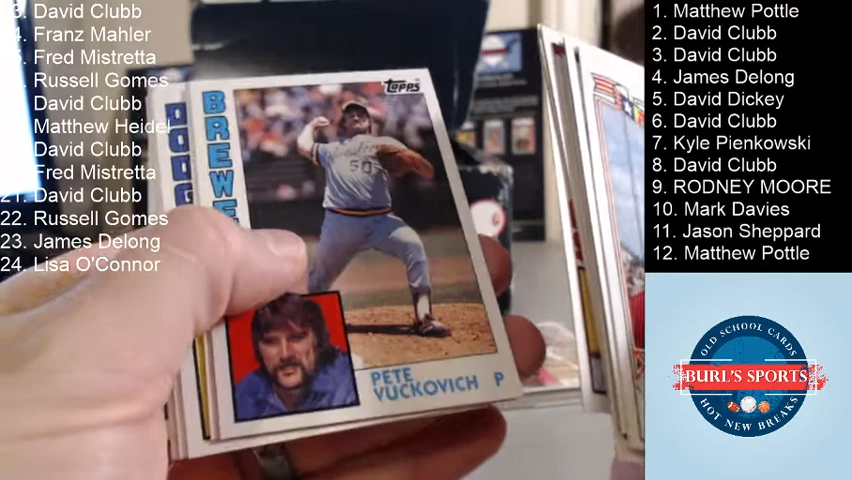 David Clubb
Franz Mahler
Fred Mistretta
Russell Gomes
David Clubb
Matthew Heidel
David Clubb
Fred Mistretta
21. David Clubb
22. Russell Gomes
23. James Delong
24. Lisa O'Connor
1. Matthew Pottle
2. David Clubb
3. David Clubb
4. James Delong
5. David Dickey
6. David Clubb
7. Kyle Pienkowski
8. David Clubb
9. RODNEY MOORE
10. Mark Davies
11. Jason Sheppard
12. Matthew Pottle
topps
BREWE
DODG
50
PETE
VUCKOVICH P
OLD SCHOOL CARDS
BURL'S SPORTS
HOT NEW BREAKS